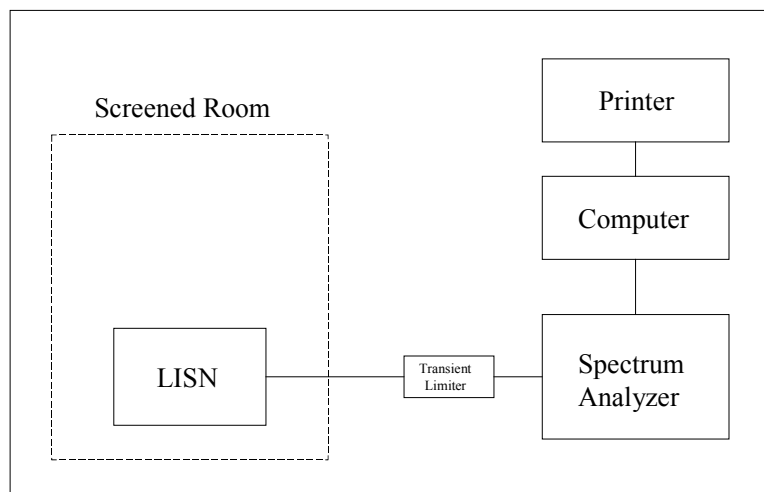 Screened Room
Printer
Computer
LISN
Transient
Limiter
Spectrum
Analyzer